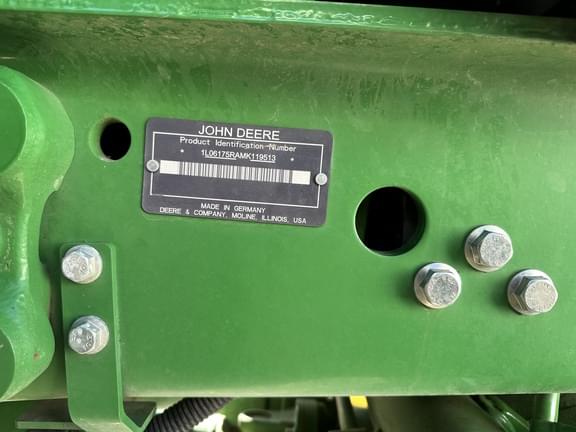 JOHN DEERE
Product Identification Number
* 1L06175RAMK119513 *
MADE IN GERMANY
DEERE & COMPANY, MOLINE, ILLINOIS, USA